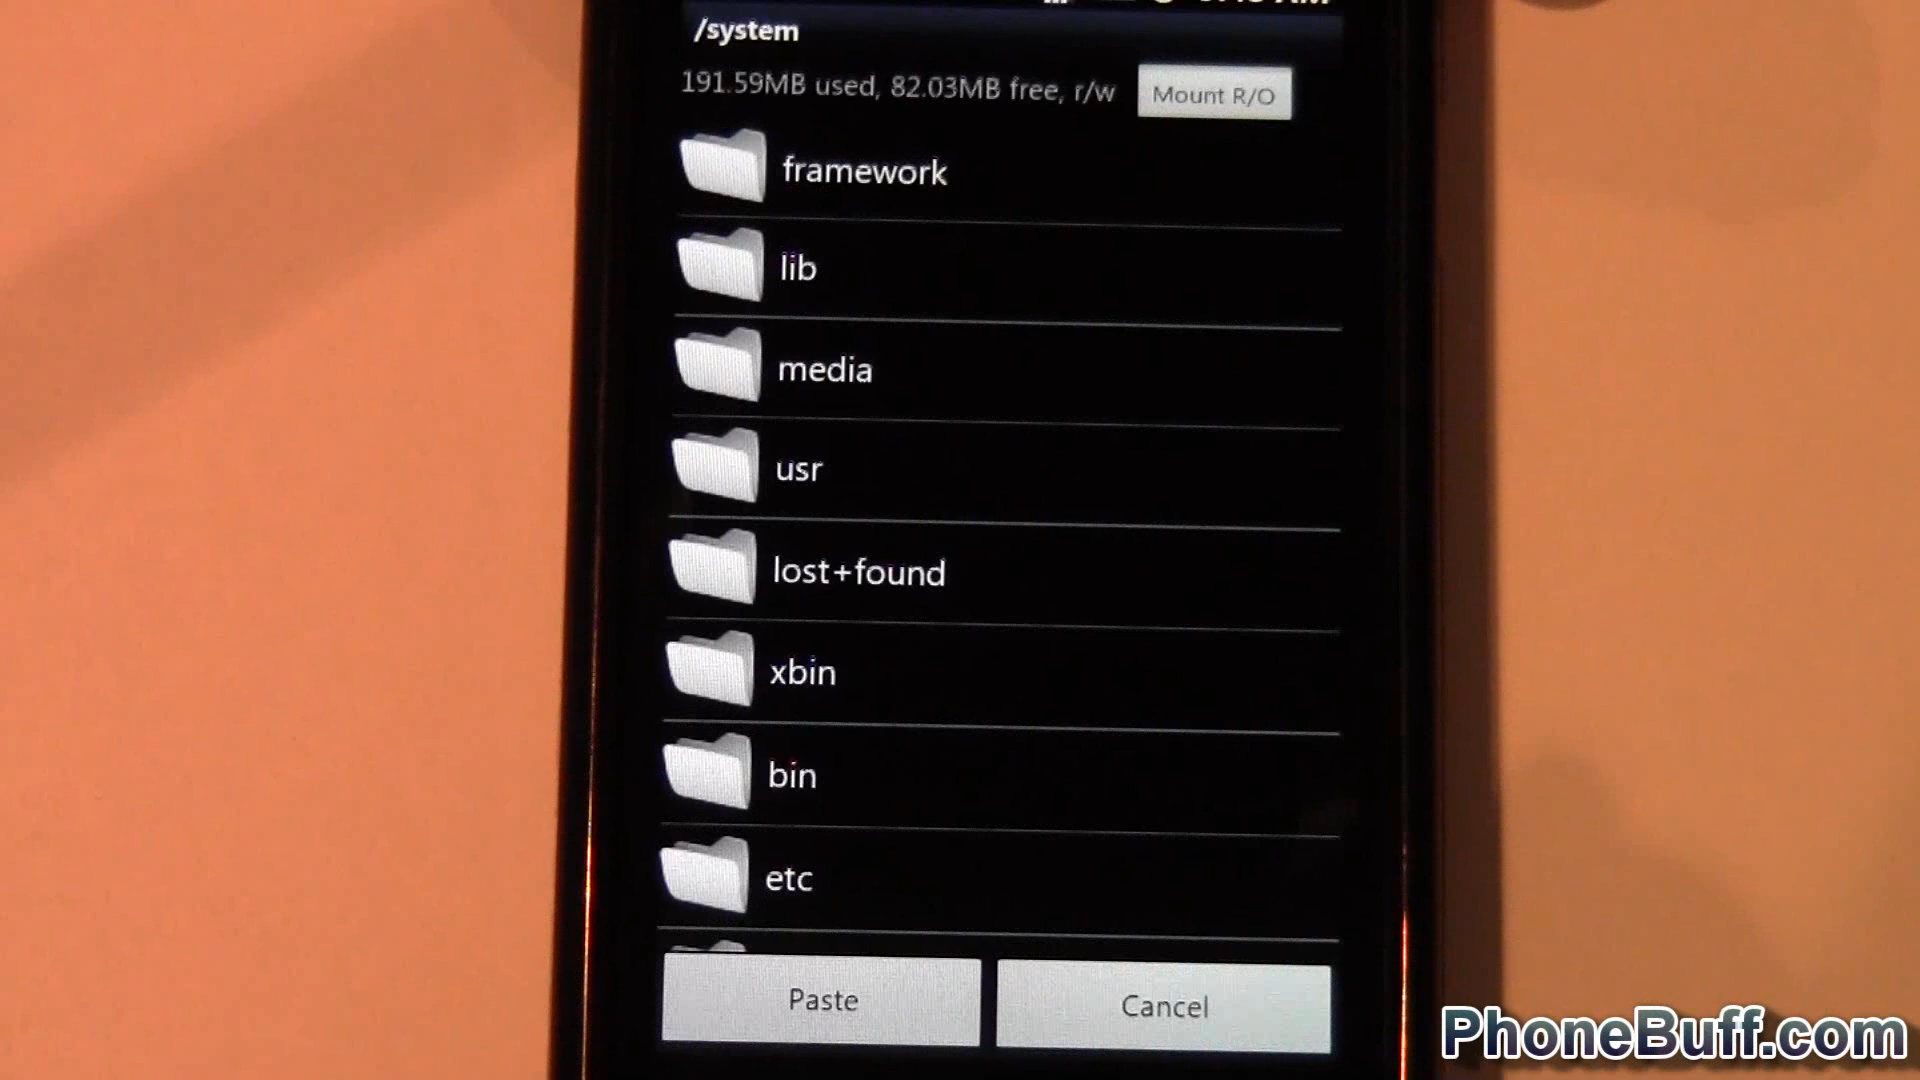 /system
191.59MB used, 82.03MB free, r/w
Mount R/O
framework
lib
media
usr
lost+found
xbin
bin
etc
Paste
Cancel
PhoneBuff.com